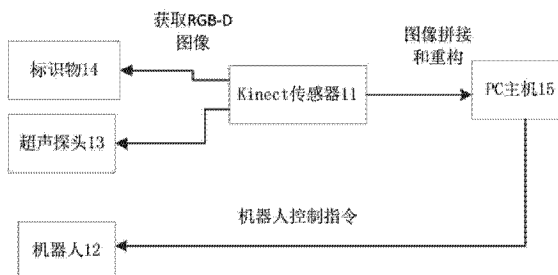 获取RGB-D
图像
标识物14
Kinect传感器11
图像拼接
和重构
PC主机15
超声探头13
机器人控制指令
机器人12